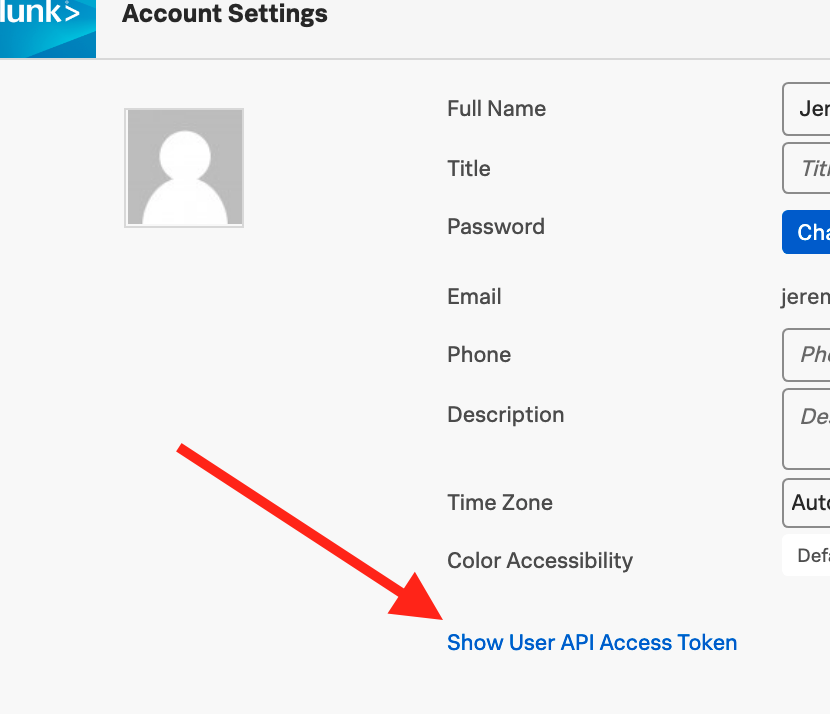 lunk>
Account Settings
Full Name
Jer
Title
Titl
Password
Cha
Email
jerem
Phone
Pho
Description
Des
Time Zone
Auto
Color Accessibility
Defa
Show User API Access Token